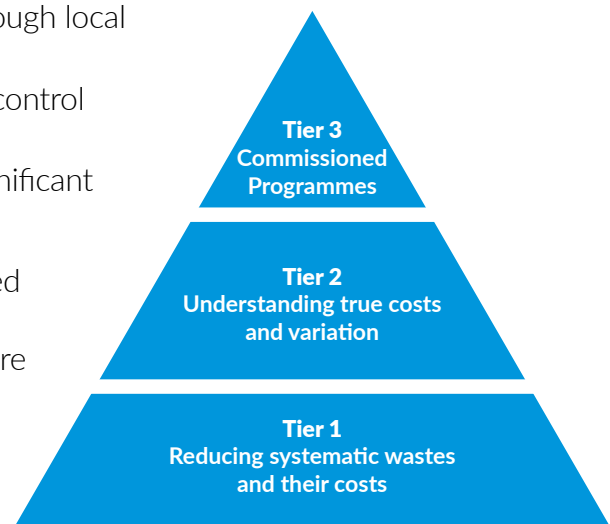 ough local
control
nificant
ed
re
Tier 3
Commissioned
Programmes
Tier 2
Understanding true costs
and variation
Tier 1
Reducing systematic wastes
and their costs